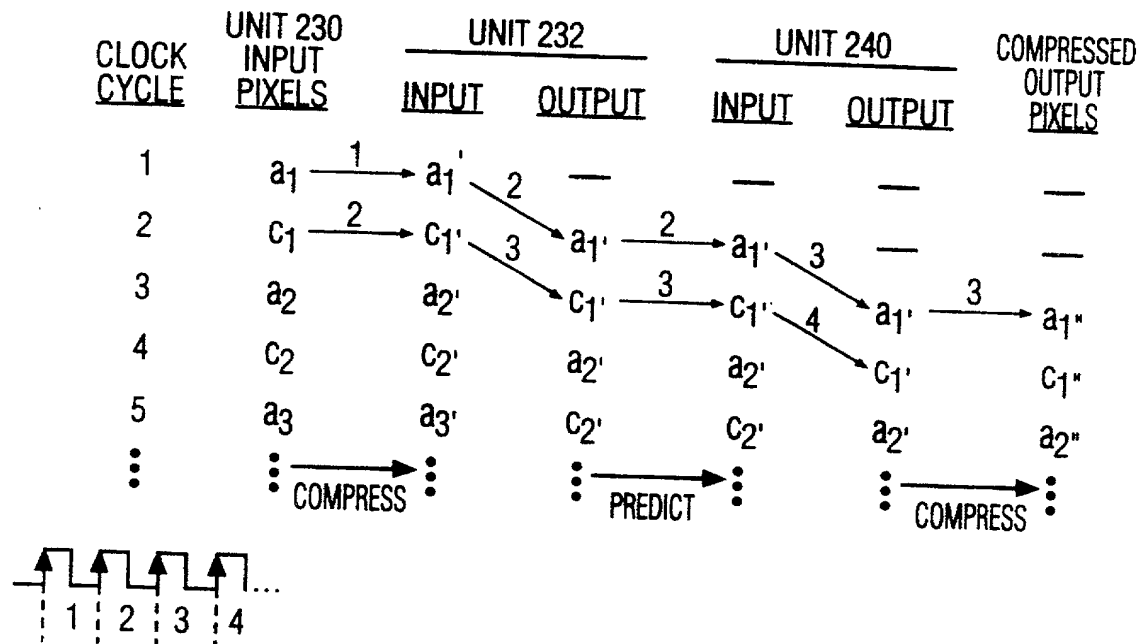 CLOCK CYCLE UNIT 230 INPUT PIXELS UNIT 232 UNIT 240 COMPRESSED OUTPUT PIXELS
INPUT OUTPUT INPUT OUTPUT
1 a1 1 a1' 2 — — — —
2 c1 2 c1' 3 a1' 2 a1' 3 — —
3 a2 a2' c1' 3 c1' 4 a1' 3 a1"
4 c2 c2' a2' a2' c1' c1"
5 a3 a3' c2' c2' a2' a2"
COMPRESS PREDICT COMPRESS
1 2 3 4 ...